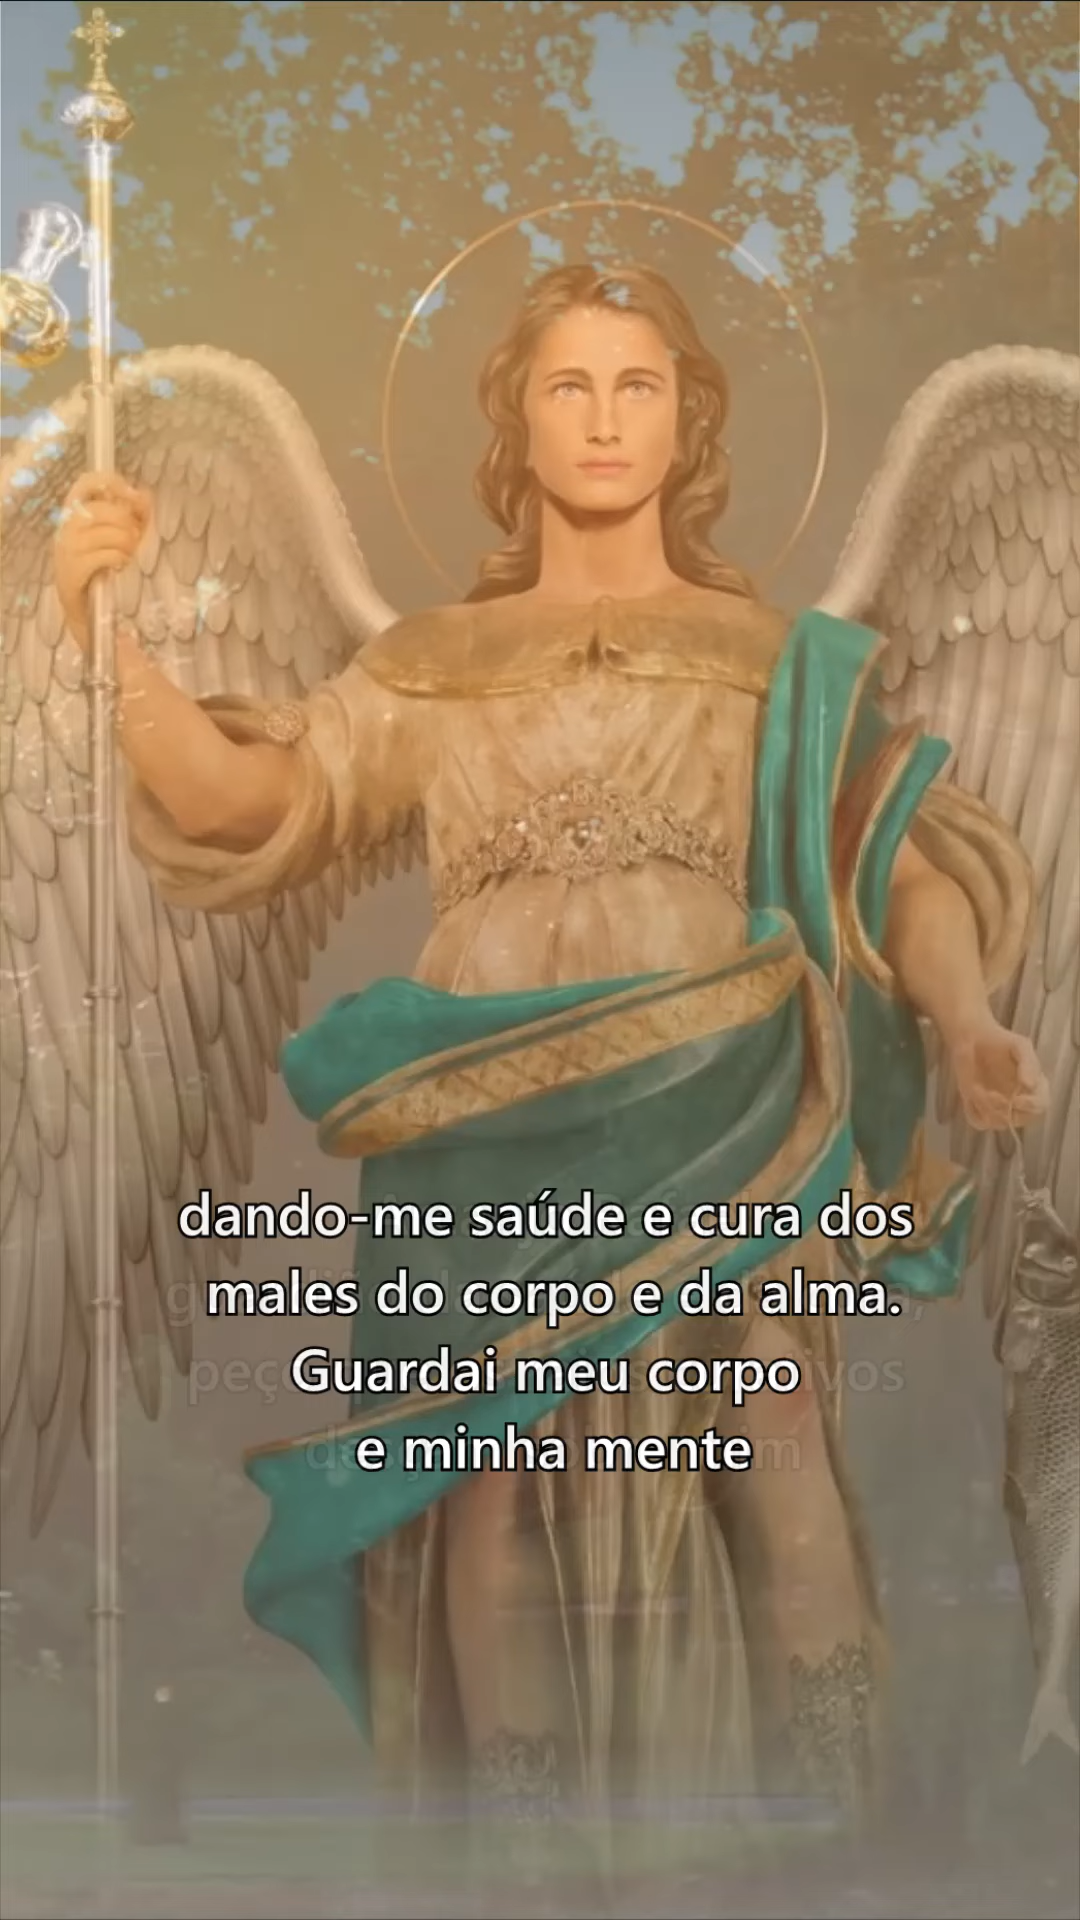 dando-me saúde e cura dos
males do corpo e da alma.
Guardai meu corpo
e minha mente